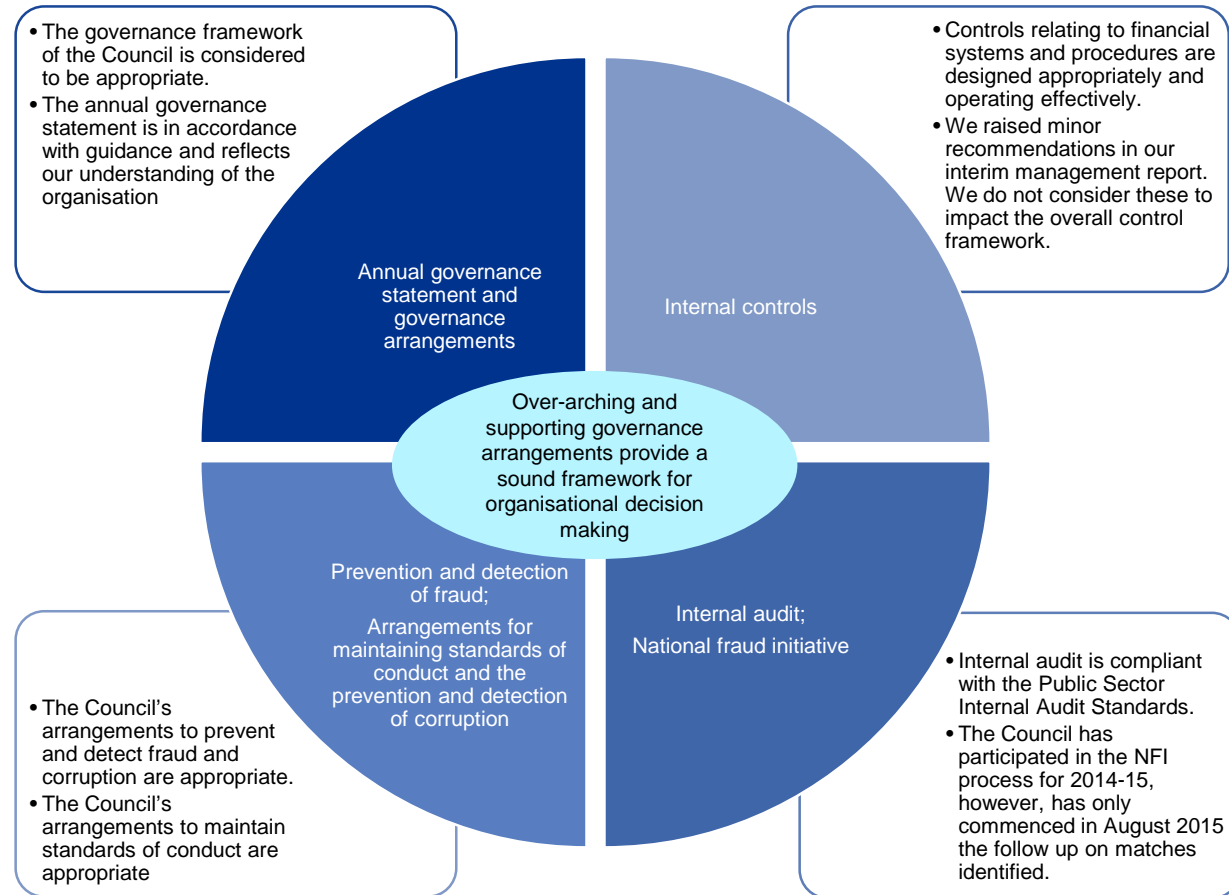 • The governance framework
of the Council is considered
to be appropriate.
• The annual governance
statement is in accordance
with guidance and reflects
our understanding of the
organisation
• Controls relating to financial
systems and procedures are
designed appropriately and
operating effectively.
• We raised minor
recommendations in our
interim management report.
We do not consider these to
impact the overall control
framework.
Annual governance
statement and
governance
arrangements
Internal controls
Over-arching and
supporting governance
arrangements provide a
sound framework for
organisational decision
making
Prevention and detection
of fraud;
Arrangements for
maintaining standards of
conduct and the
prevention and detection
of corruption
Internal audit;
National fraud initiative
• The Council's
arrangements to prevent
and detect fraud and
corruption are appropriate.
• The Council's
arrangements to maintain
standards of conduct are
appropriate
• Internal audit is compliant
with the Public Sector
Internal Audit Standards.
• The Council has
participated in the NFI
process for 2014-15,
however, has only
commenced in August 2015
the follow up on matches
identified.